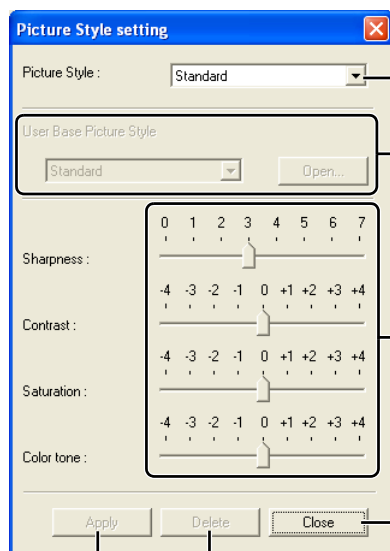 Picture Style setting
Picture Style : Standard
User Base Picture Style
Standard Open...
0 1 2 3 4 5 6 7
Sharpness :
-4 -3 -2 -1 0 +1 +2 +3 +4
Contrast :
-4 -3 -2 -1 0 +1 +2 +3 +4
Saturation :
-4 -3 -2 -1 0 +1 +2 +3 +4
Color tone :
Apply Delete Close